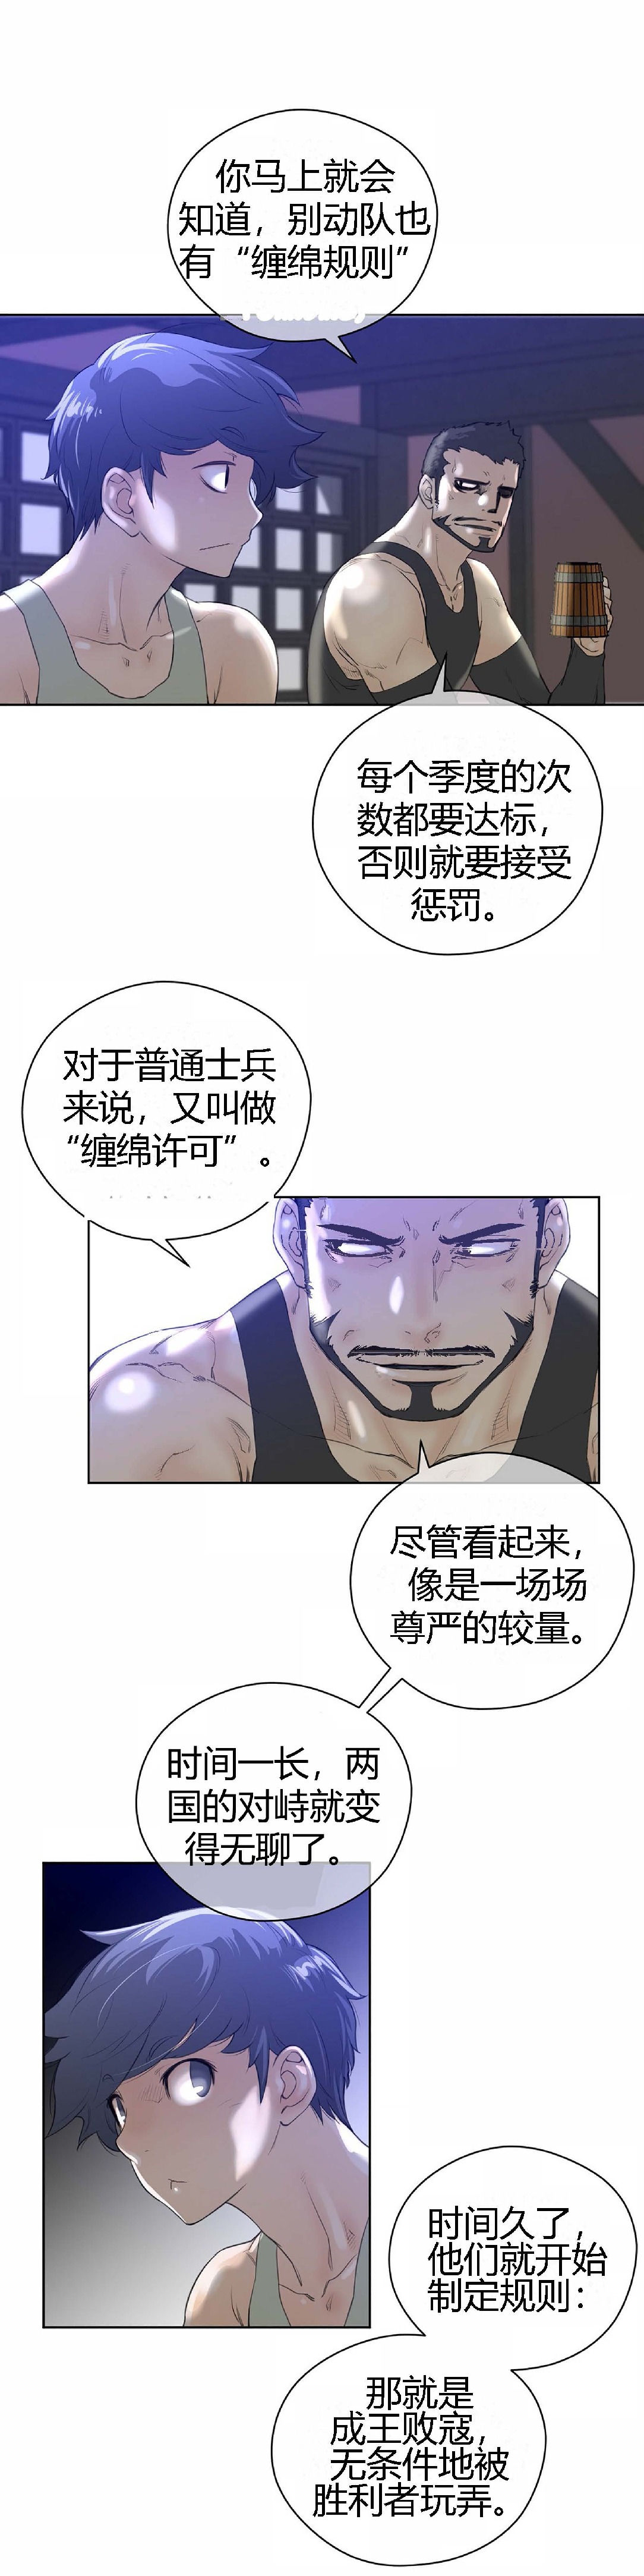 你马上就会
知道，别动队也
有“缠绵规则”
每个季度的次
数都要达标，
否则就要接受
惩罚。
对于普通士兵
来说，又叫做
“缠绵许可”。
尽管看起来，
像是一场场
尊严的较量。
时间一长，两
国的对峙就变
得无聊了。
时间久了，
他们就开始
制定规则：
那就是
成王败寇，
无条件地被
胜利者玩弄。